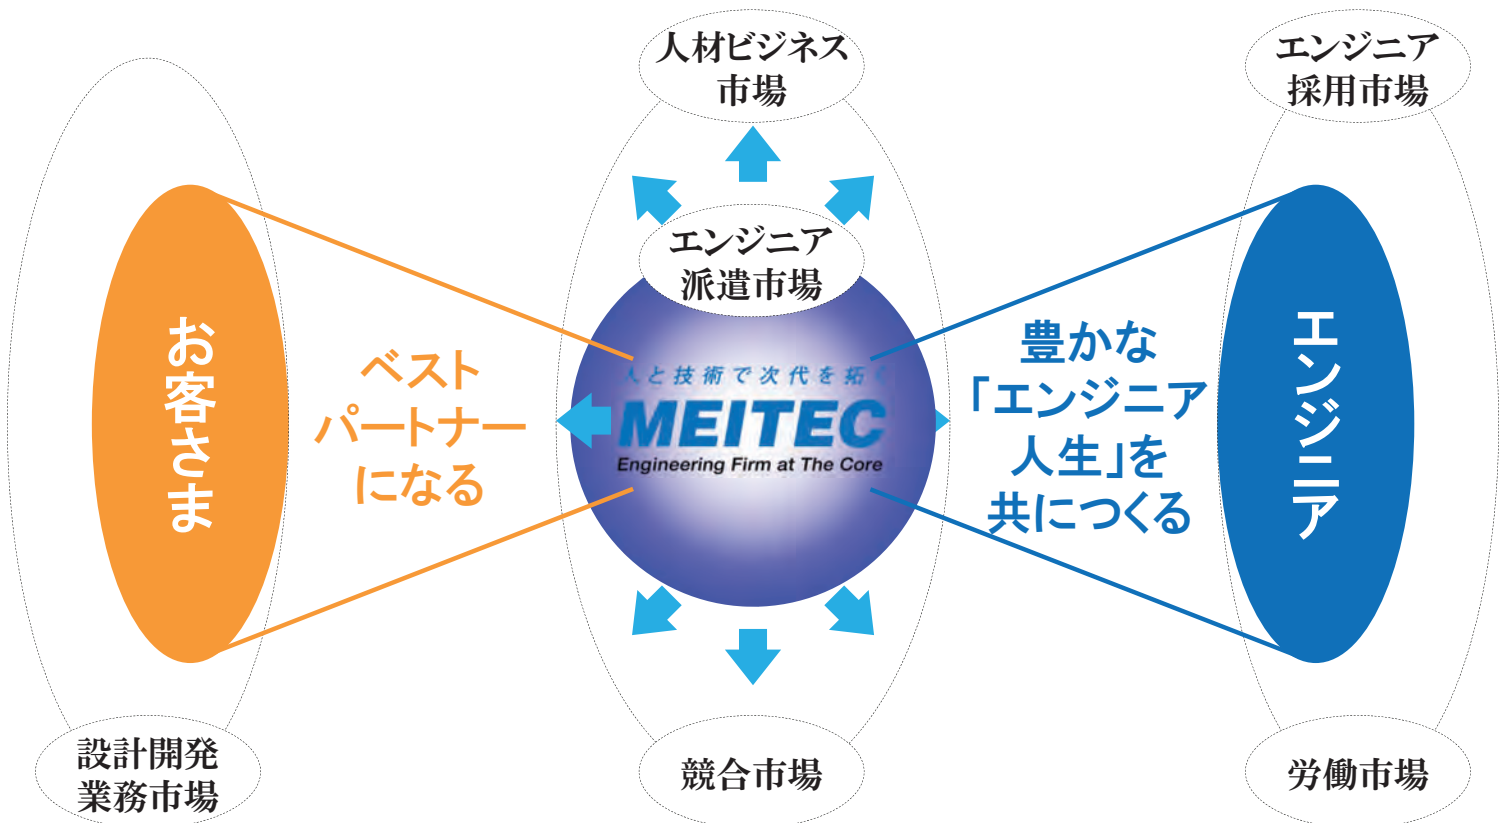 人材ビジネス
市場
エンジニア
採用市場
エンジニア
派遣市場
お客さま
ベスト
パートナー
になる
人と技術で次代を拓く
MEITEC
Engineering Firm at The Core
豊かな
「エンジニア
人生」を
共につくる
エンジニア
設計開発
業務市場
競合市場
労働市場